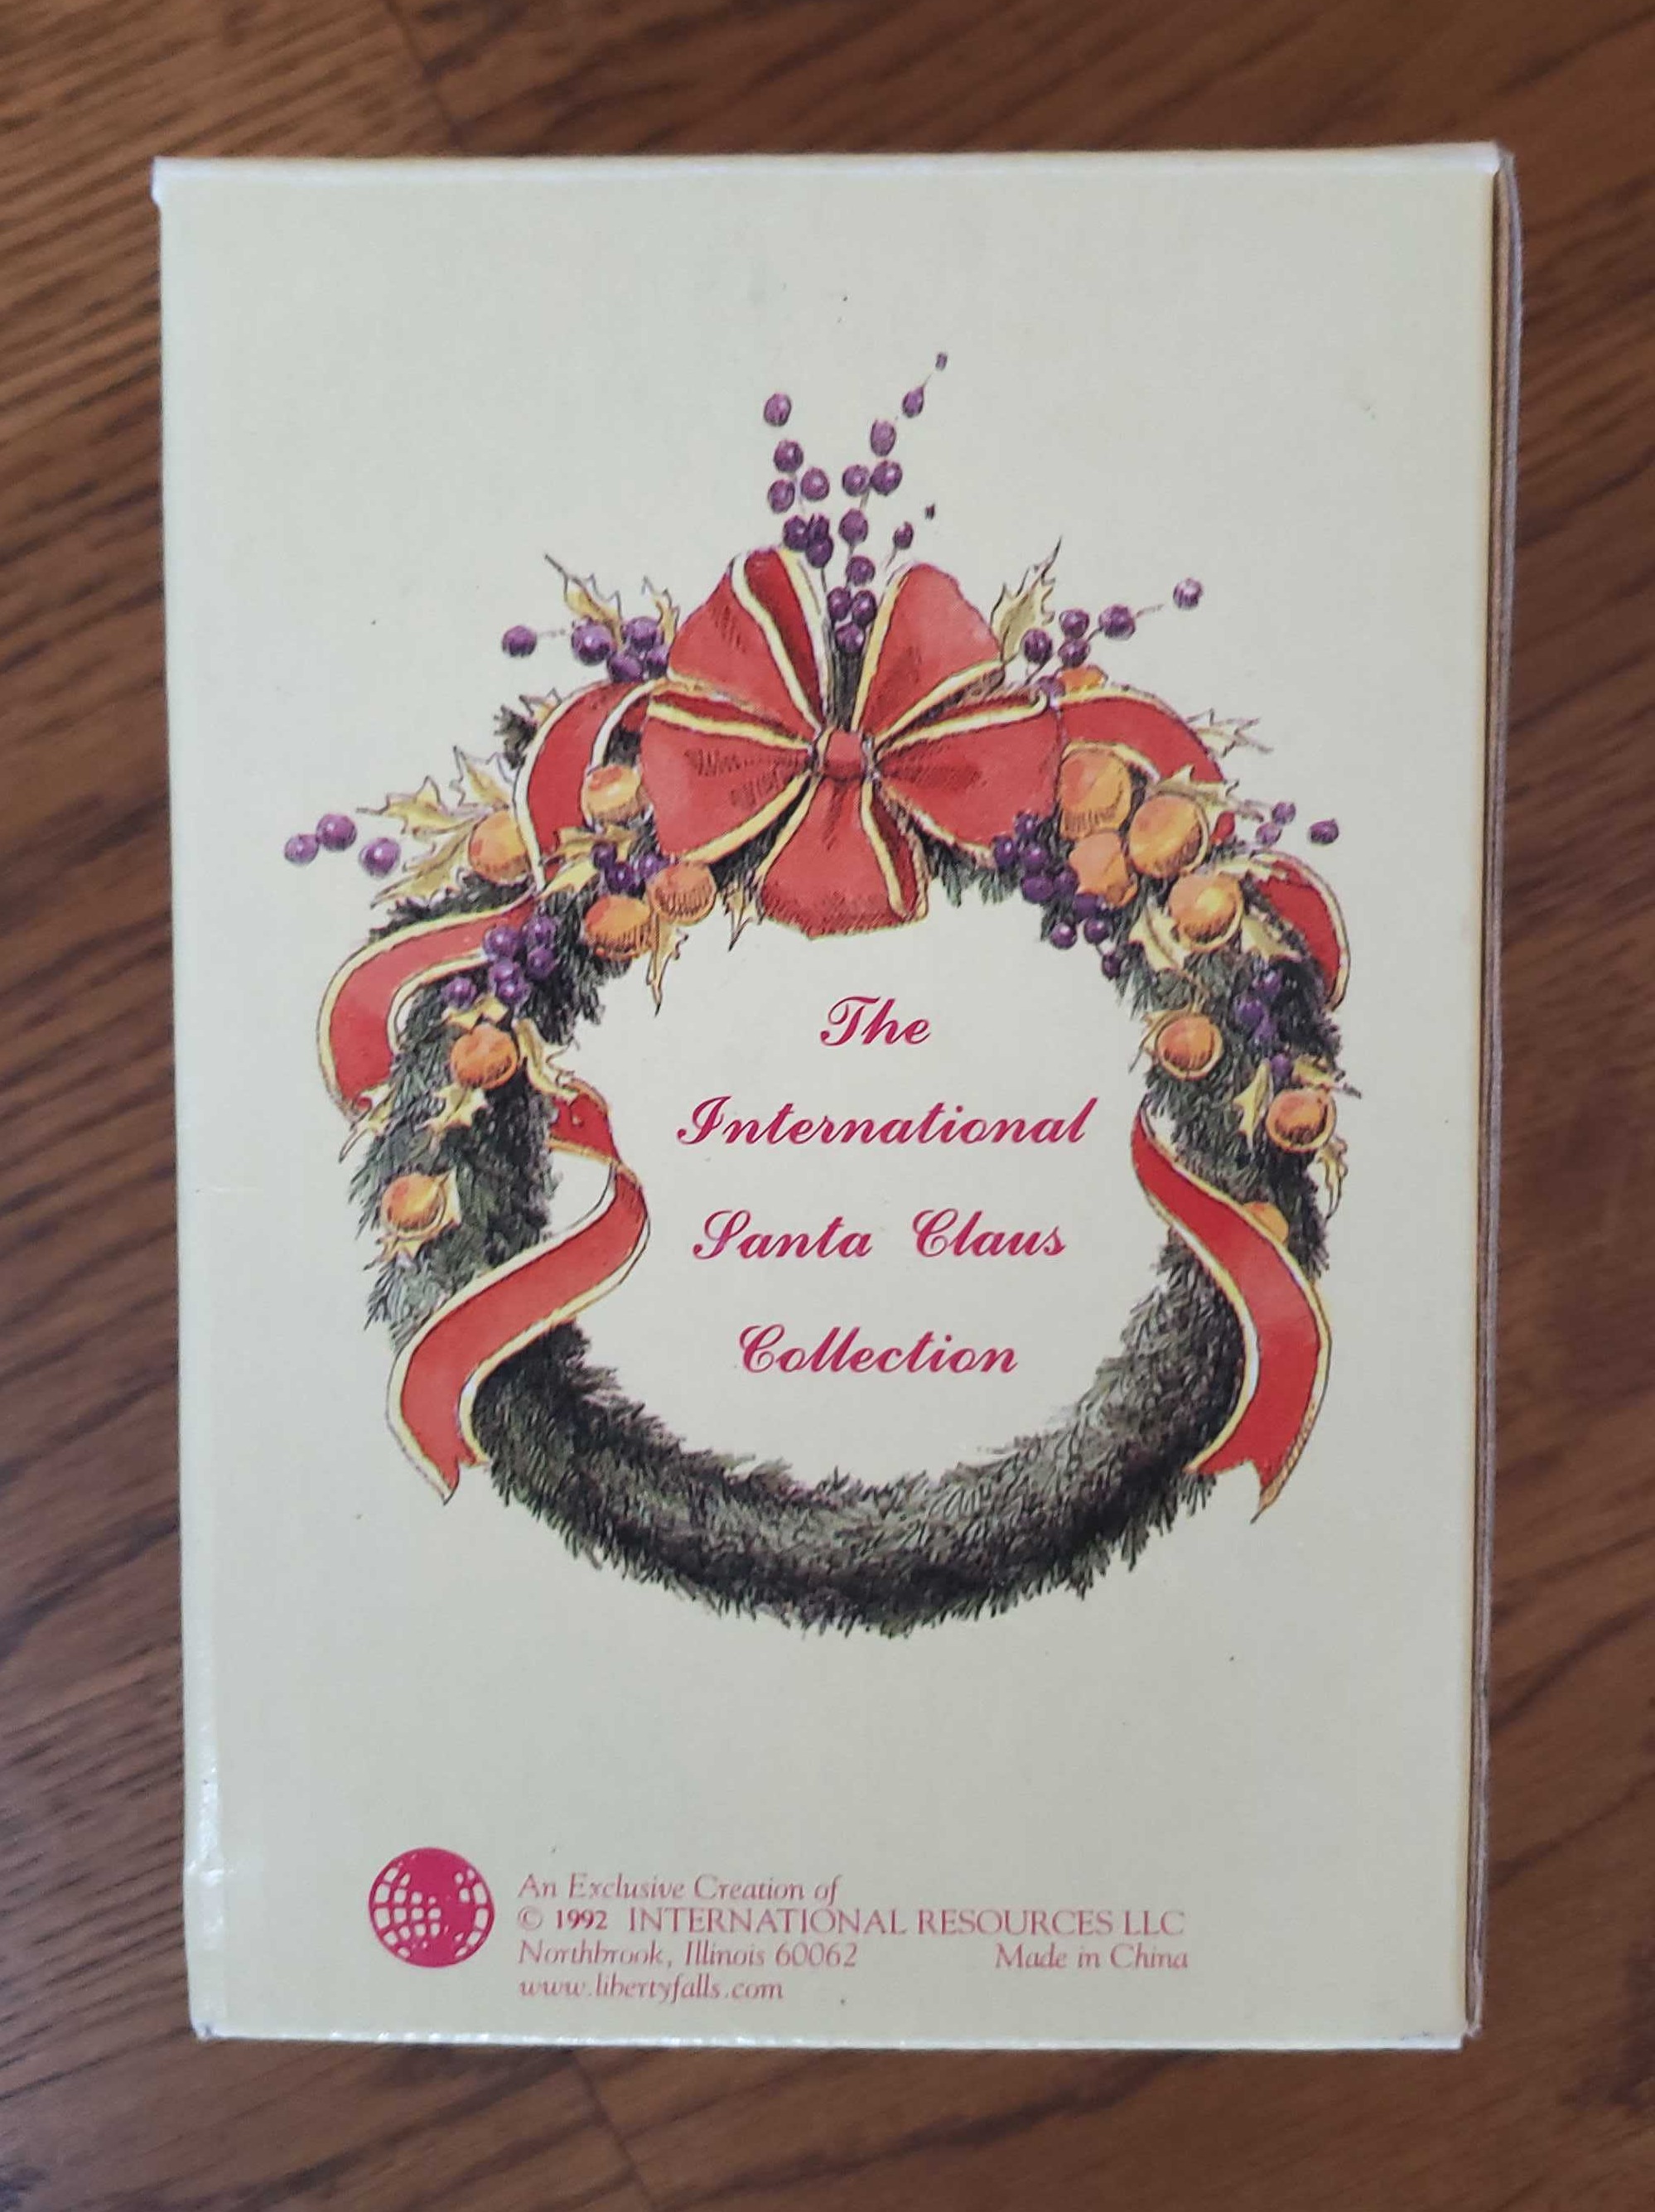 The
International
Santa Claus
Collection
An Exclusive Creation of
© 1992 INTERNATIONAL RESOURCES LLC
Northbrook, Illinois 60062 Made in China
www.libertyfalls.com